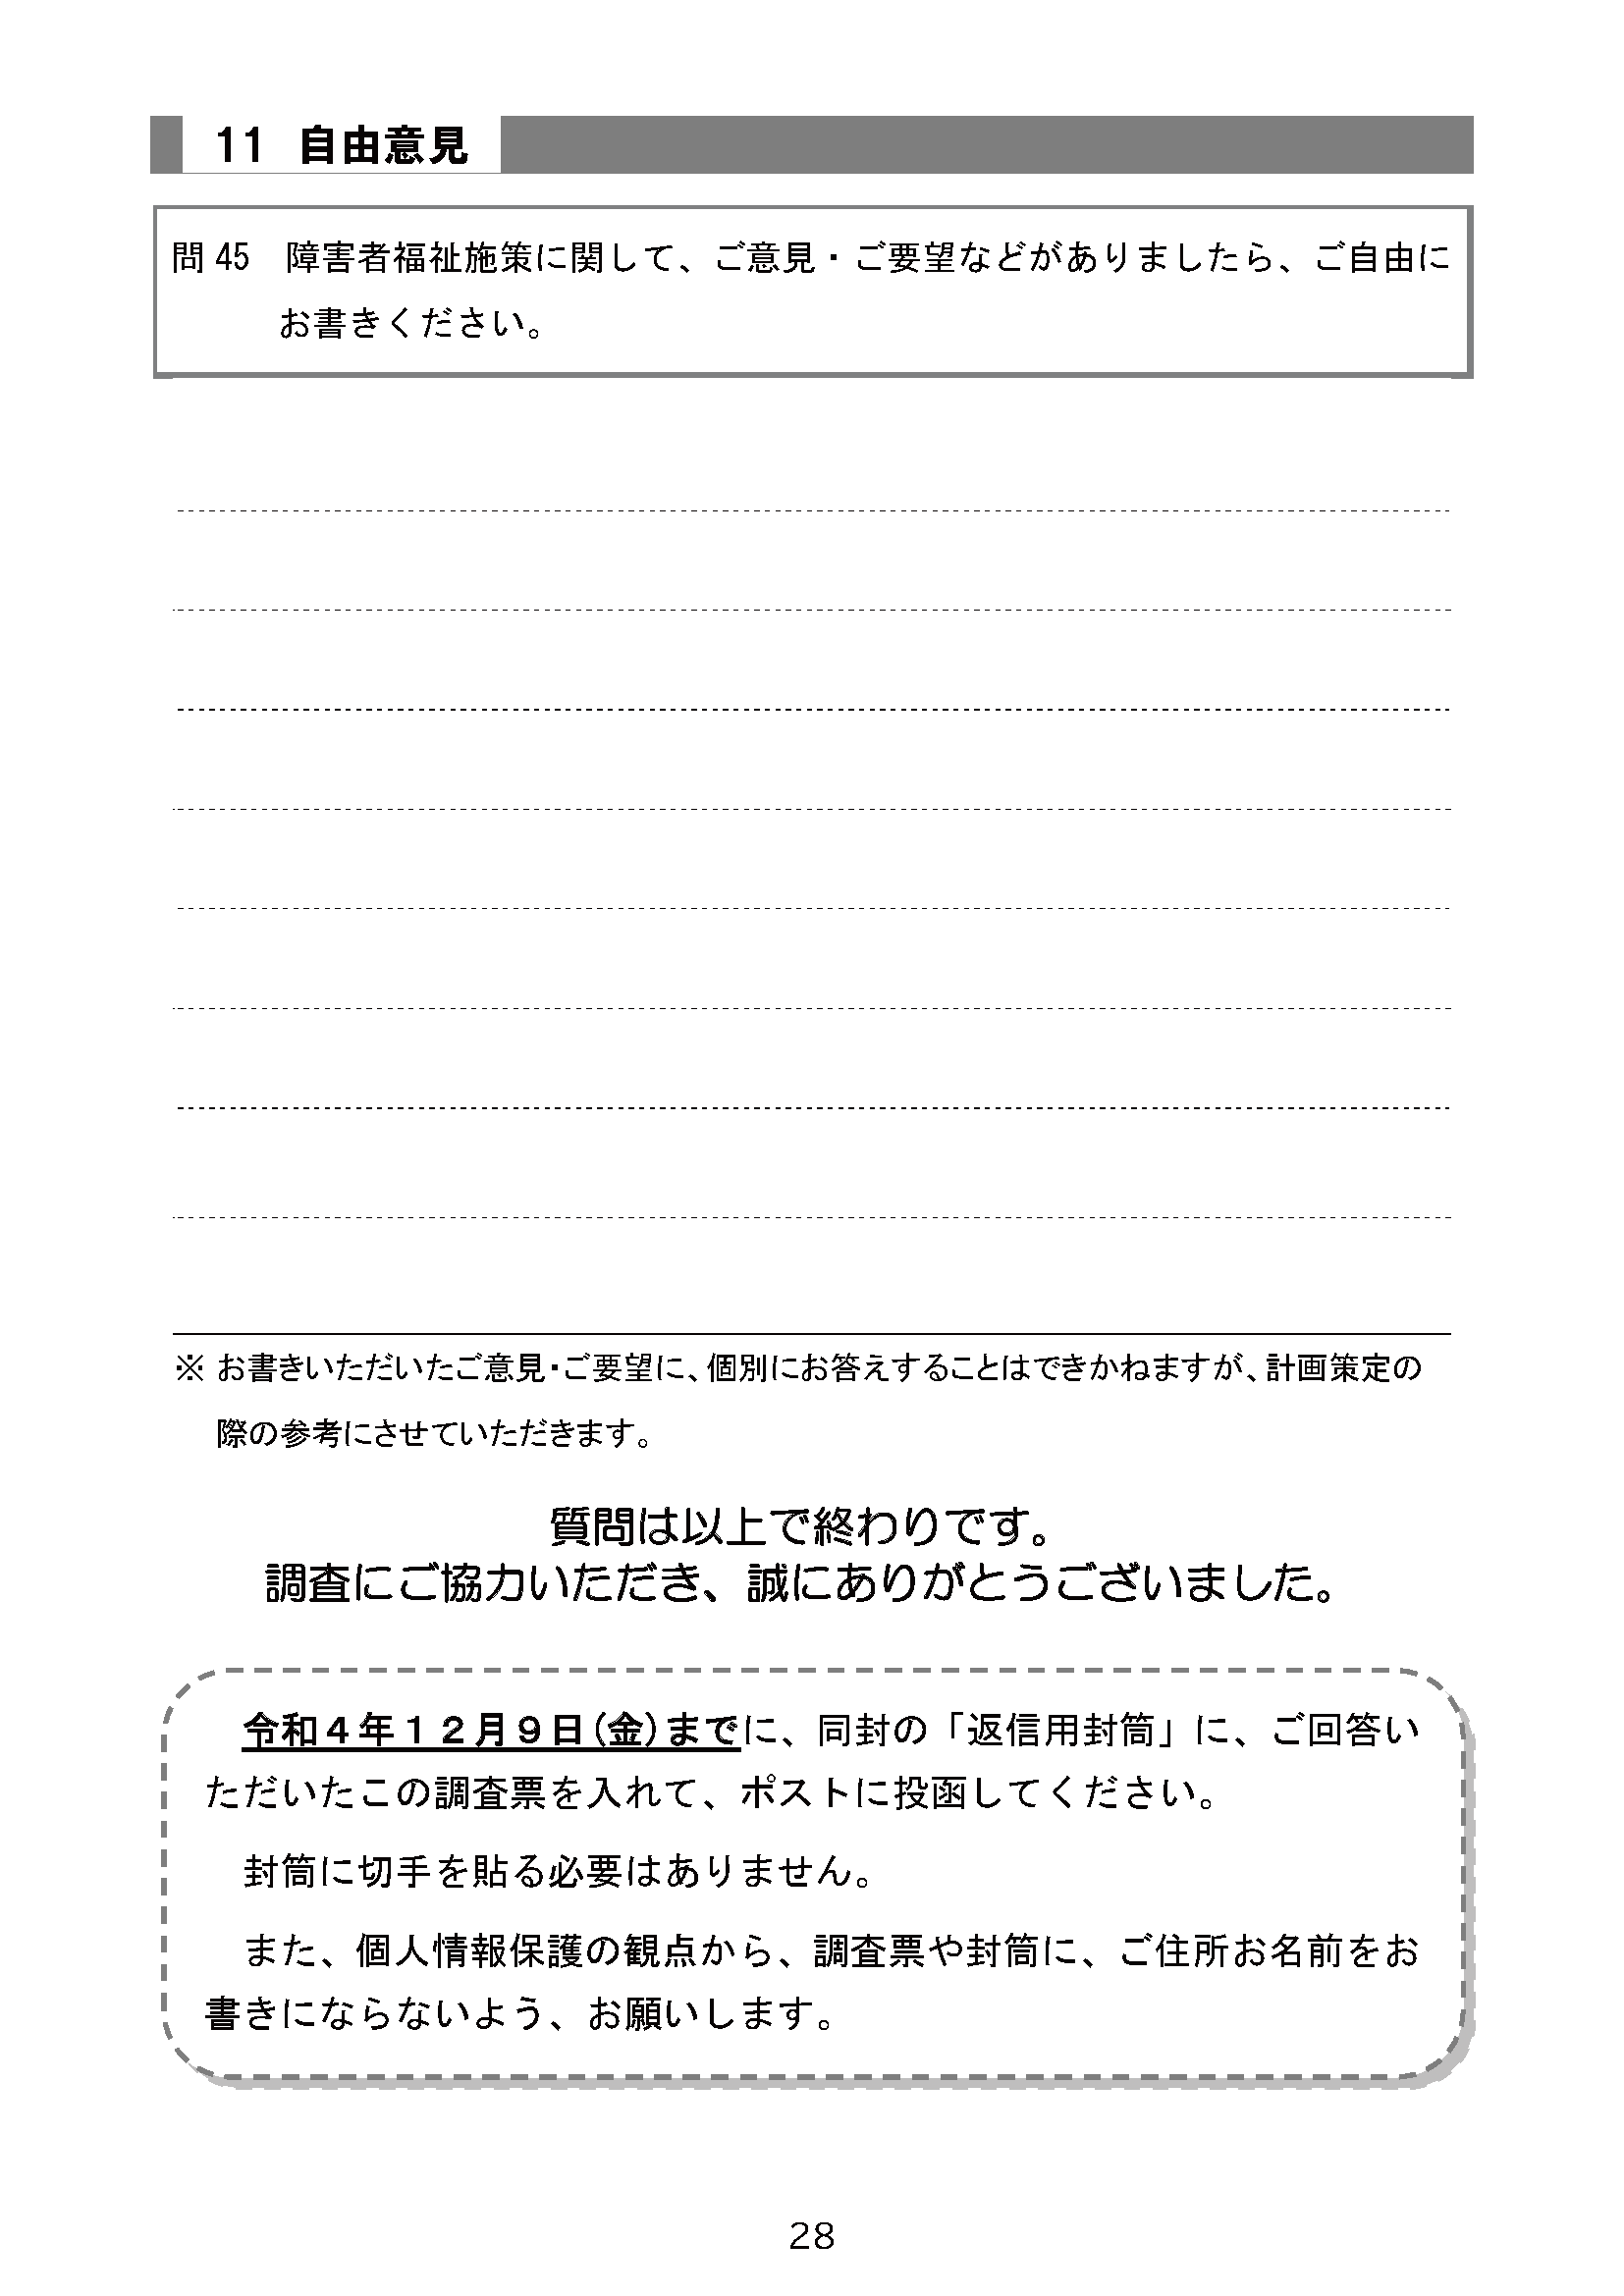 11 自由意見
問 45　障害者福祉施策に関して、ご意見・ご要望などがありましたら、ご自由に
お書きください。
※ お書きいただいたご意見・ご要望に、個別にお答えすることはできかねますが、計画策定の
際の参考にさせていただきます。
質問は以上で終わりです。
調査にご協力いただき、誠にありがとうございました。
令和４年１２月９日(金)までに、同封の「返信用封筒」に、ご回答い
ただいたこの調査票を入れて、ポストに投函してください。
封筒に切手を貼る必要はありません。
また、個人情報保護の観点から、調査票や封筒に、ご住所お名前をお
書きにならないよう、お願いします。
28